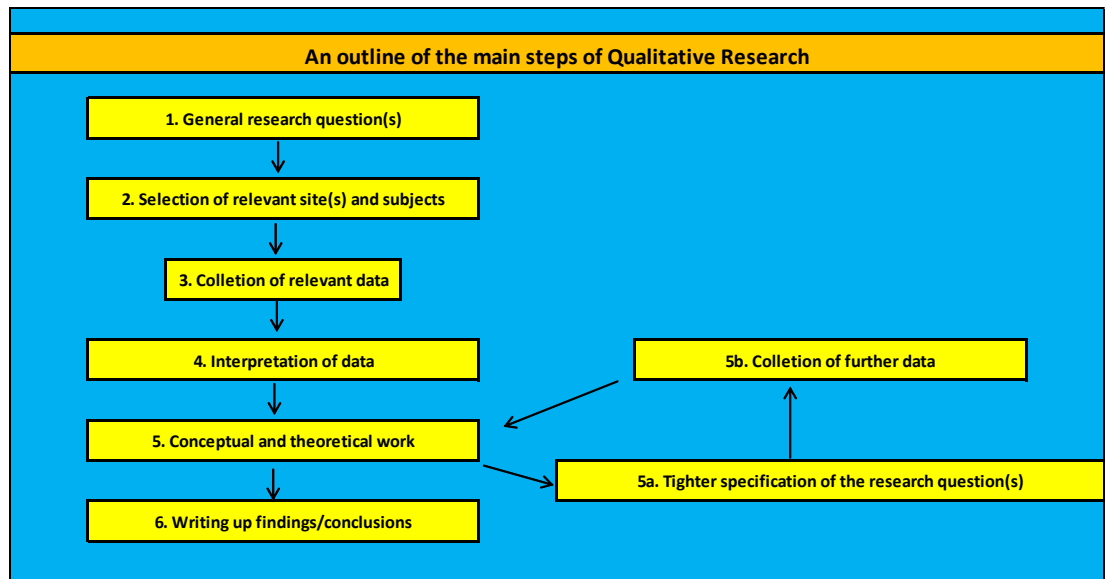 An outline of the main steps of Qualitative Research
1. General research question(s)
2. Selection of relevant site(s) and subjects
3. Colletion of relevant data
4. Interpretation of data
5b. Colletion of further data
5. Conceptual and theoretical work
5a. Tighter specification of the research question(s)
6. Writing up findings/conclusions